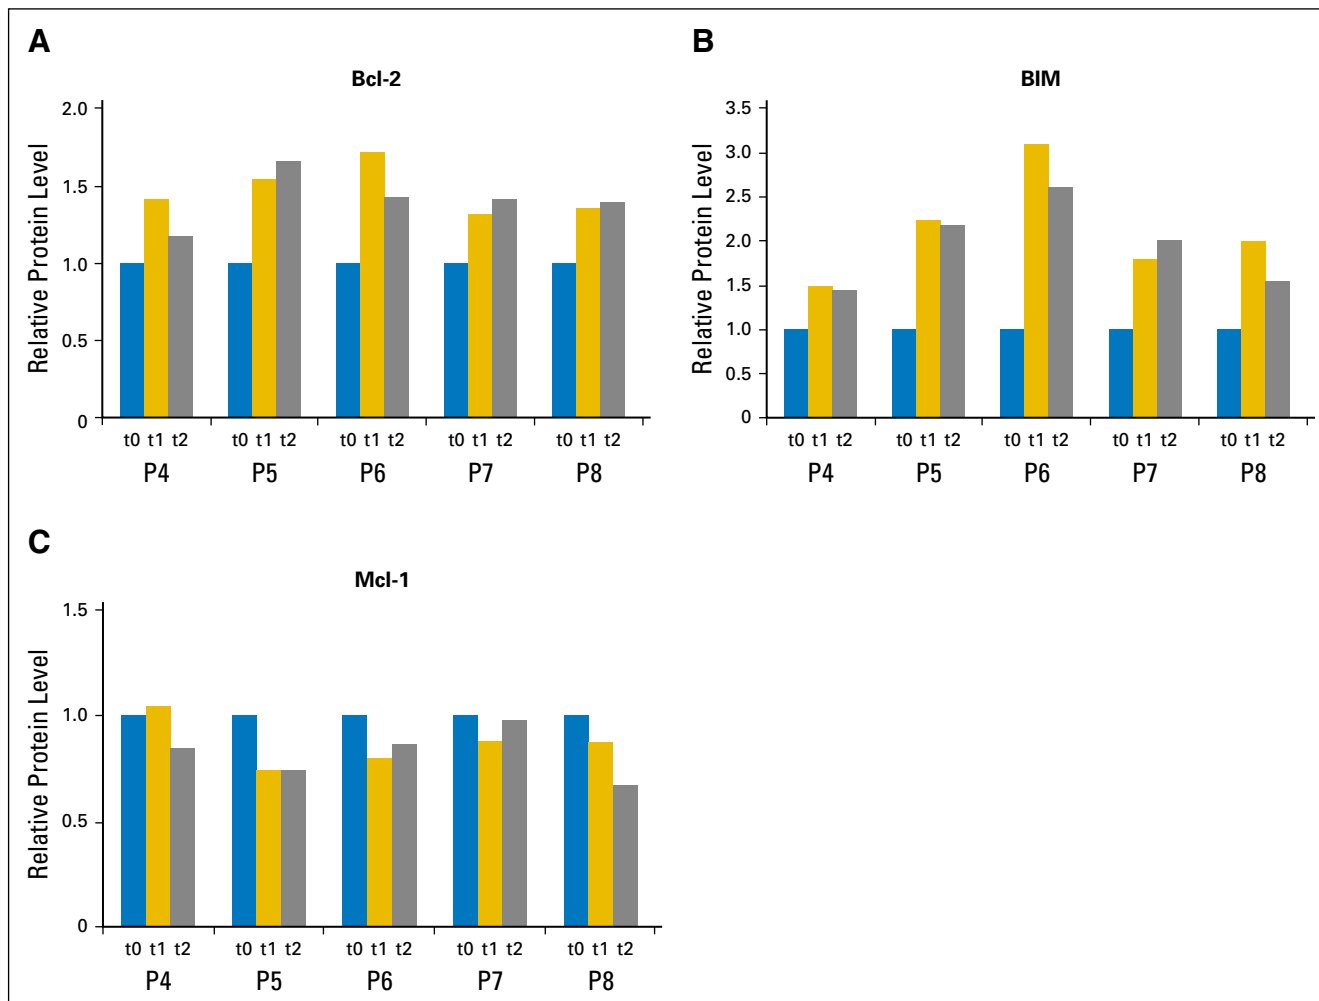 A
Bcl-2
Relative Protein Level
2.0
1.5
1.0
0.5
0
t0 t1 t2 t0 t1 t2 t0 t1 t2 t0 t1 t2 t0 t1 t2
P4 P5 P6 P7 P8
B
BIM
Relative Protein Level
3.5
3.0
2.5
2.0
1.5
1.0
0.5
0
t0 t1 t2 t0 t1 t2 t0 t1 t2 t0 t1 t2 t0 t1 t2
P4 P5 P6 P7 P8
C
Mcl-1
Relative Protein Level
1.5
1.0
0.5
0
t0 t1 t2 t0 t1 t2 t0 t1 t2 t0 t1 t2 t0 t1 t2
P4 P5 P6 P7 P8